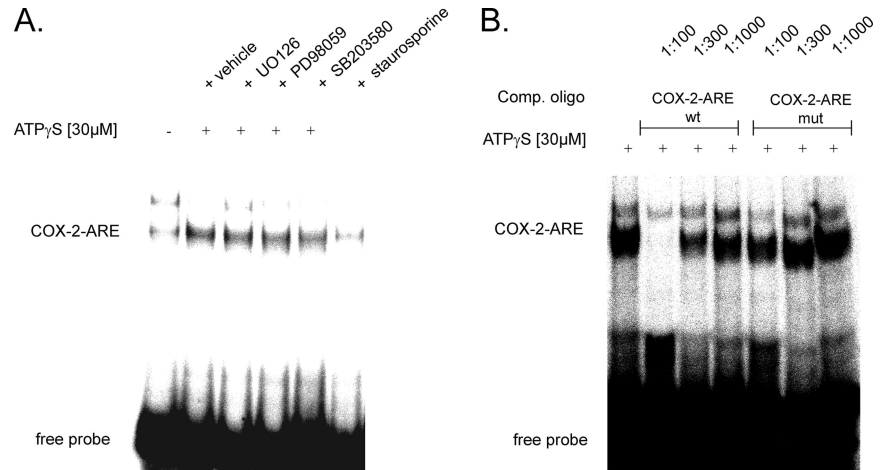 A.
+ vehicle
+ UO126
+ PD98059
+ SB203580
+ staurosporine
ATPγS [30μM]
- + + + +
COX-2-ARE
free probe
B.
1:100 1:300 1:1000 1:100 1:300 1:1000
Comp. oligo
COX-2-ARE
wt
COX-2-ARE
mut
ATPγS [30μM]
+ + + + + + +
COX-2-ARE
free probe